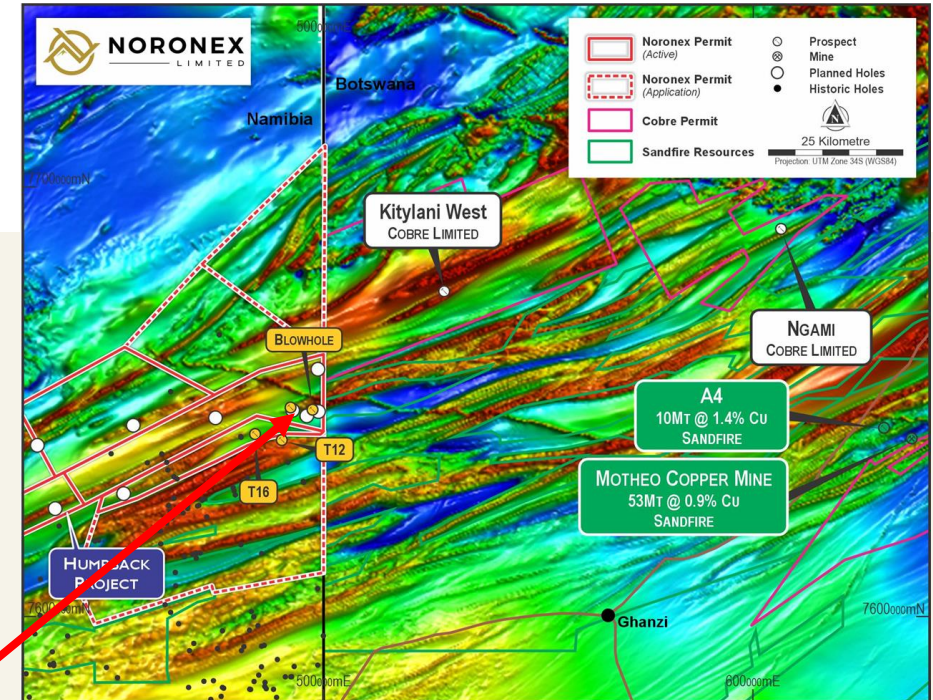 NORONEX
LIMITED
500000mE
Botswana
Namibia
7700000mN
Noronex Permit
(Active)
Noronex Permit
(Application)
Cobre Permit
Sandfire Resources
Prospect
Mine
Planned Holes
Historic Holes
N
25 Kilometre
Projection: UTM Zone 34S (WGS84)
Kitylani West
COBRE LIMITED
NGAMI
COBRE LIMITED
BLOWHOLE
A4
10MT @ 1.4% Cu
SANDFIRE
T12
T16
MOTHEO COPPER MINE
53MT @ 0.9% Cu
SANDFIRE
HUMPBACK
PROJECT
7600000mN
7600000mN
Ghanzi
500000mE
600000mE